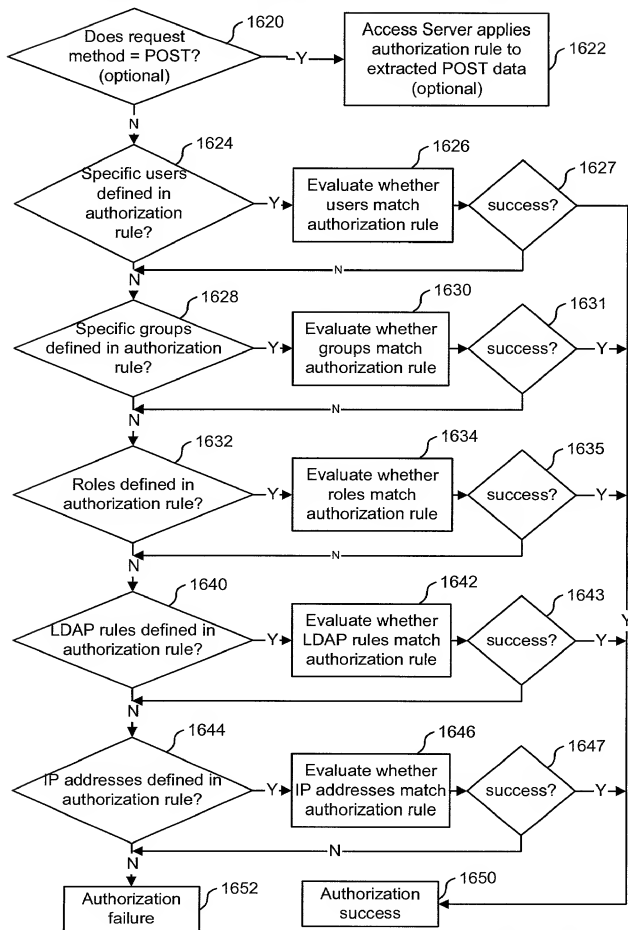 1620
Does request
method = POST?
(optional)
Y
Access Server applies
authorization rule to
extracted POST data
(optional)
1622
N
1624
Specific users
defined in
authorization
rule?
Y
1626
Evaluate whether
users match
authorization rule
1627
success?
N
N
1628
Specific groups
defined in authorization
rule?
Y
1630
Evaluate whether
groups match
authorization rule
1631
success?
Y
N
N
1632
Roles defined in
authorization rule?
Y
1634
Evaluate whether
roles match
authorization rule
1635
success?
Y
N
N
1640
LDAP rules defined in
authorization rule?
Y
1642
Evaluate whether
LDAP rules match
authorization rule
1643
success?
Y
Y
N
1644
IP addresses defined in
authorization rule?
Y
1646
Evaluate whether
IP addresses match
authorization rule
1647
success?
Y
N
N
Authorization
failure
1652
Authorization
success
1650